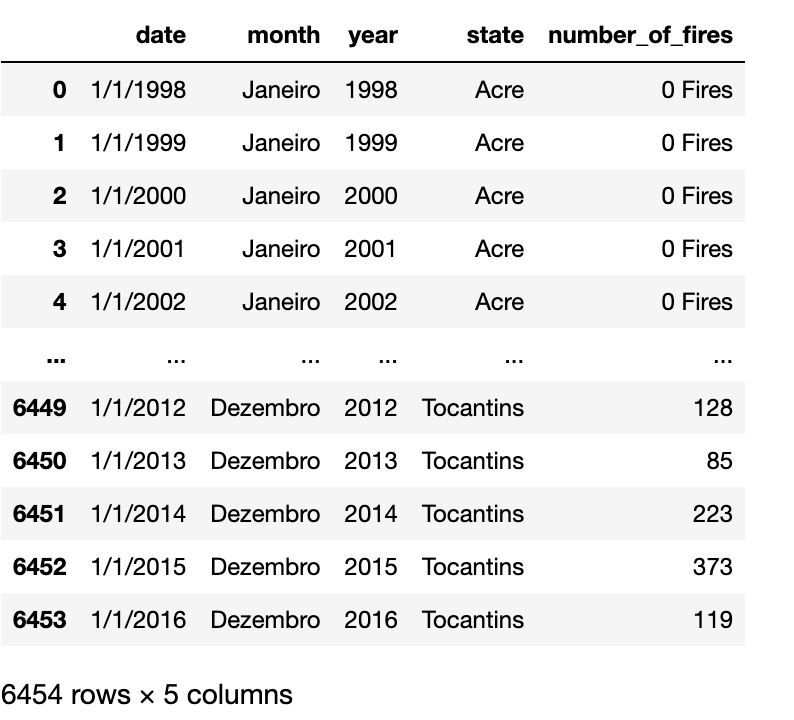 date month year state number_of_fires
0 1/1/1998 Janeiro 1998 Acre 0 Fires
1 1/1/1999 Janeiro 1999 Acre 0 Fires
2 1/1/2000 Janeiro 2000 Acre 0 Fires
3 1/1/2001 Janeiro 2001 Acre 0 Fires
4 1/1/2002 Janeiro 2002 Acre 0 Fires
... ... ... ... ... ...
6449 1/1/2012 Dezembro 2012 Tocantins 128
6450 1/1/2013 Dezembro 2013 Tocantins 85
6451 1/1/2014 Dezembro 2014 Tocantins 223
6452 1/1/2015 Dezembro 2015 Tocantins 373
6453 1/1/2016 Dezembro 2016 Tocantins 119
6454 rows × 5 columns